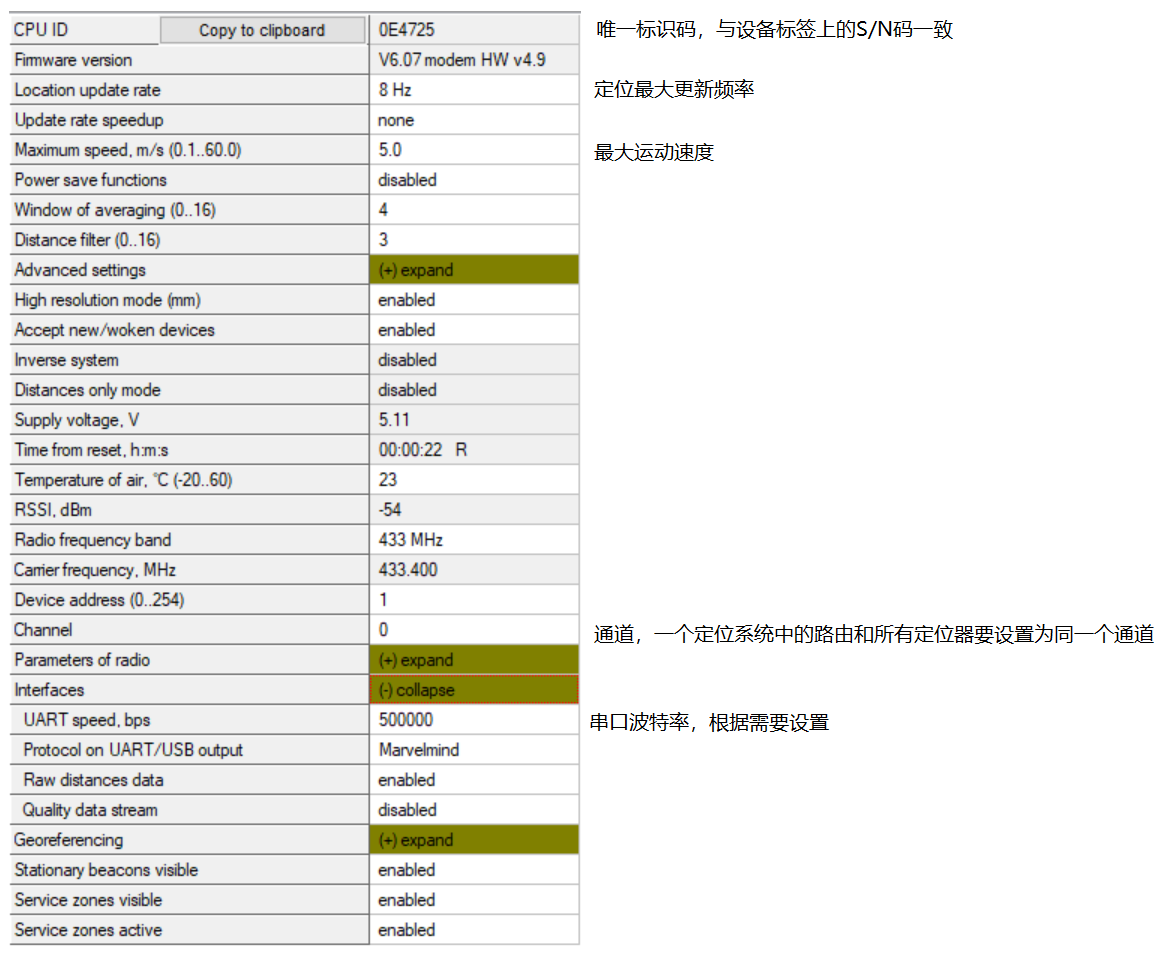 CPU ID Copy to clipboard 0E4725 唯一标识码，与设备标签上的S/N码一致
Firmware version V6.07 modem HW v4.9
Location update rate 8 Hz 定位最大更新频率
Update rate speedup none
Maximum speed, m/s (0.1..60.0) 5.0 最大运动速度
Power save functions disabled
Window of averaging (0..16) 4
Distance filter (0..16) 3
Advanced settings (+) expand
High resolution mode (mm) enabled
Accept new/woken devices enabled
Inverse system disabled
Distances only mode disabled
Supply voltage, V 5.11
Time from reset, h:m:s 00:00:22 R
Temperature of air, °C (-20..60) 23
RSSI, dBm -54
Radio frequency band 433 MHz
Carrier frequency, MHz 433.400
Device address (0..254) 1
Channel 0 通道，一个定位系统中的路由和所有定位器要设置为同一个通道
Parameters of radio (+) expand
Interfaces (-) collapse
UART speed, bps 500000 串口波特率，根据需要设置
Protocol on UART/USB output Marvelmind
Raw distances data enabled
Quality data stream disabled
Georeferencing (+) expand
Stationary beacons visible enabled
Service zones visible enabled
Service zones active enabled